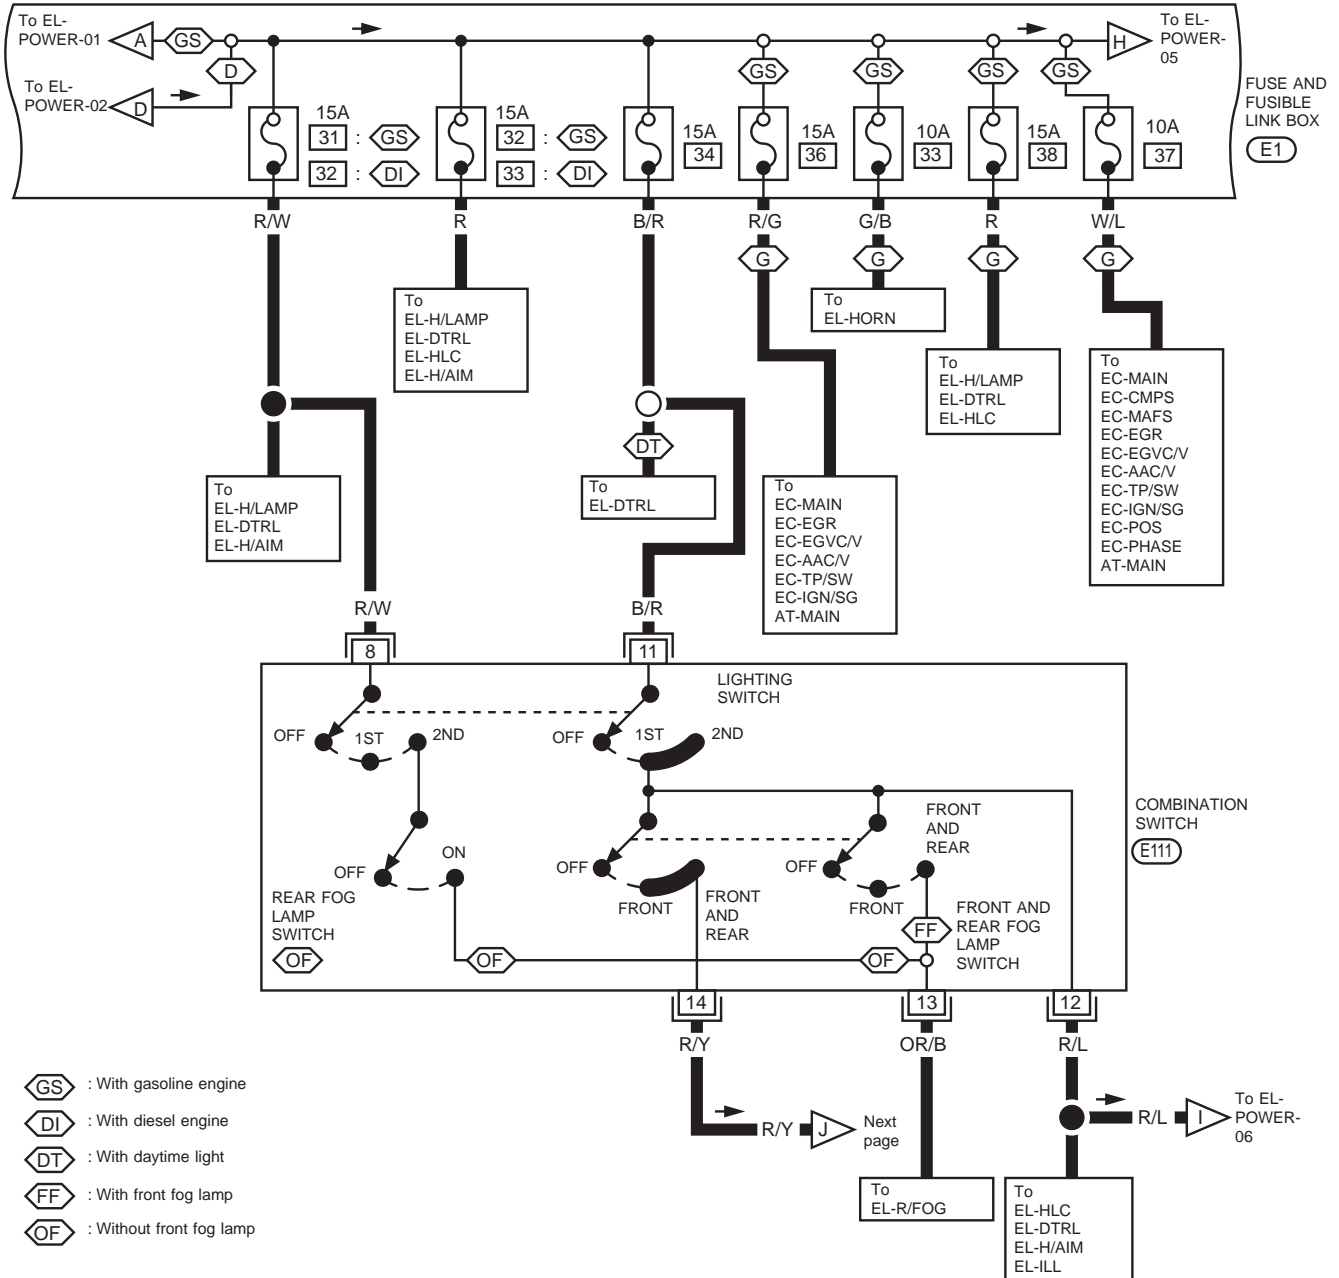 To EL-
POWER-01
A
GS
H
To EL-
POWER-
05
D
GS
GS
GS
GS
To EL-
POWER-02
D
FUSE AND
FUSIBLE
LINK BOX
E1
15A
31 : GS
32 : DI
15A
32 : GS
33 : DI
15A
34
15A
36
10A
33
15A
38
10A
37
R/W
R
B/R
R/G
G/B
R
W/L
G
G
G
G
To
EL-H/LAMP
EL-DTRL
EL-HLC
EL-H/AIM
To
EL-HORN
To
EL-H/LAMP
EL-DTRL
EL-HLC
To
EC-MAIN
EC-CMPS
EC-MAFS
EC-EGR
EC-EGVC/V
EC-AAC/V
EC-TP/SW
EC-IGN/SG
EC-POS
EC-PHASE
AT-MAIN
DT
To
EL-H/LAMP
EL-DTRL
EL-H/AIM
To
EL-DTRL
To
EC-MAIN
EC-EGR
EC-EGVC/V
EC-AAC/V
EC-TP/SW
EC-IGN/SG
AT-MAIN
R/W
B/R
8
11
LIGHTING
SWITCH
OFF
1ST
2ND
OFF
1ST
2ND
COMBINATION
SWITCH
E111
OFF
ON
REAR FOG
LAMP
SWITCH
OF
OFF
FRONT
FRONT
AND
REAR
OFF
FRONT
FRONT
AND
REAR
FF
FRONT AND
REAR FOG
LAMP
SWITCH
OF
OF
14
13
12
R/Y
OR/B
R/L
R/Y
J
Next
page
R/L
I
To EL-
POWER-
06
To
EL-R/FOG
To
EL-HLC
EL-DTRL
EL-H/AIM
EL-ILL
GS : With gasoline engine
DI : With diesel engine
DT : With daytime light
FF : With front fog lamp
OF : Without front fog lamp